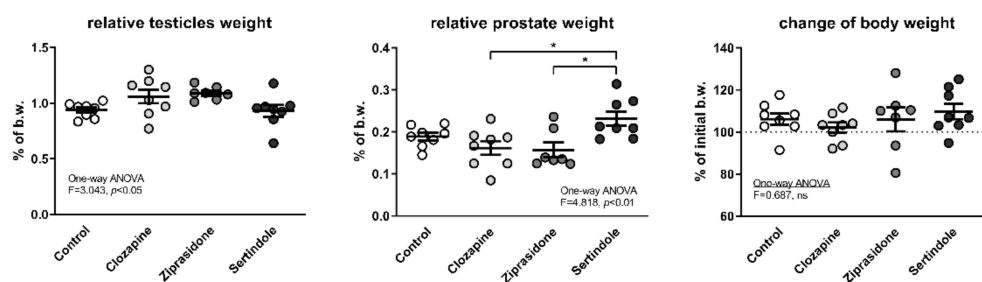 relative testicles weight
% of b.w.
1.5
1.0
0.5
0.0
One-way ANOVA
F=3.043, p<0.05
Control
Clozapine
Ziprasidone
Sertindole
relative prostate weight
% of b.w.
0.4
0.3
0.2
0.1
0.0
*
*
One-way ANOVA
F=4.818, p<0.01
Control
Clozapine
Ziprasidone
Sertindole
change of body weight
% of initial b.w.
140
120
100
80
60
One-way ANOVA
F=0.687, ns
Control
Clozapine
Ziprasidone
Sertindole